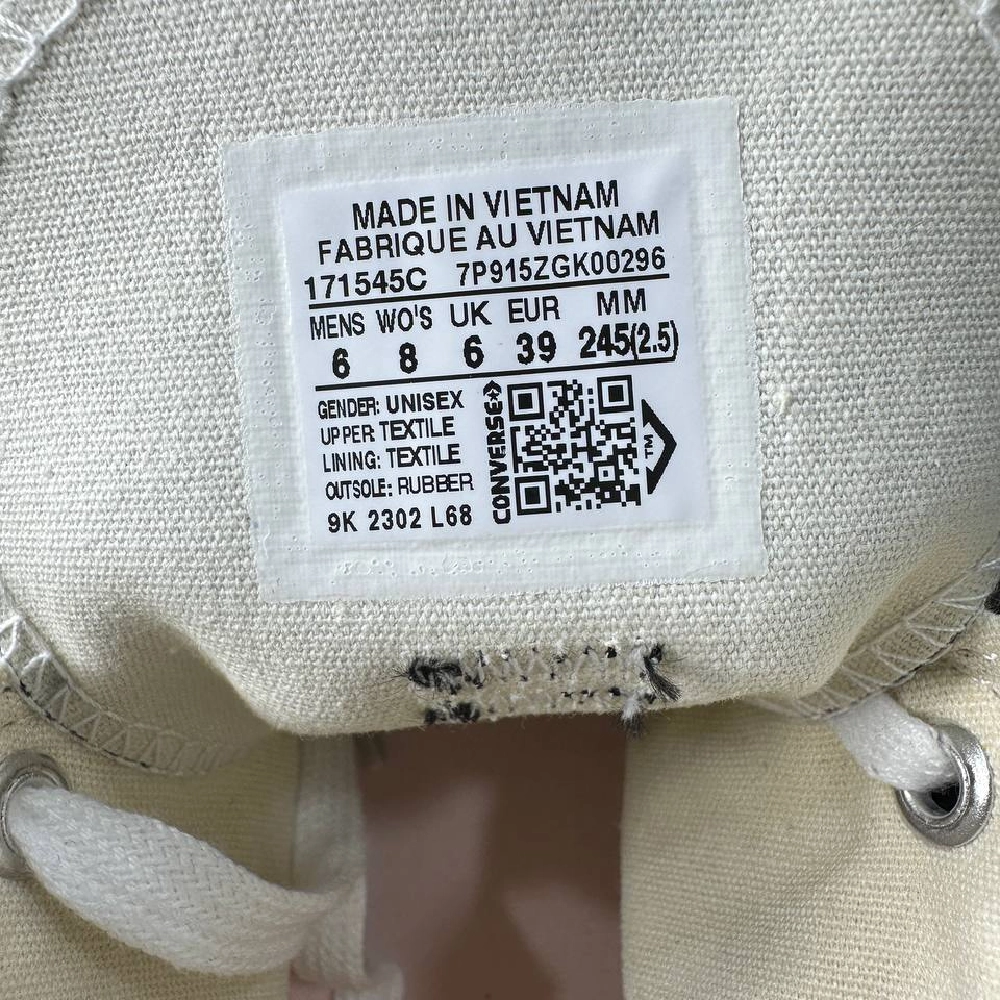 MADE IN VIETNAM
FABRIQUE AU VIETNAM
171545C 7P915ZGK00296
MENS WO'S UK EUR MM
6 8 6 39 245(2.5)
GENDER: UNISEX
UPPER: TEXTILE
LINING: TEXTILE
OUTSOLE: RUBBER
9K 2302 L68
CONVERSE
TM